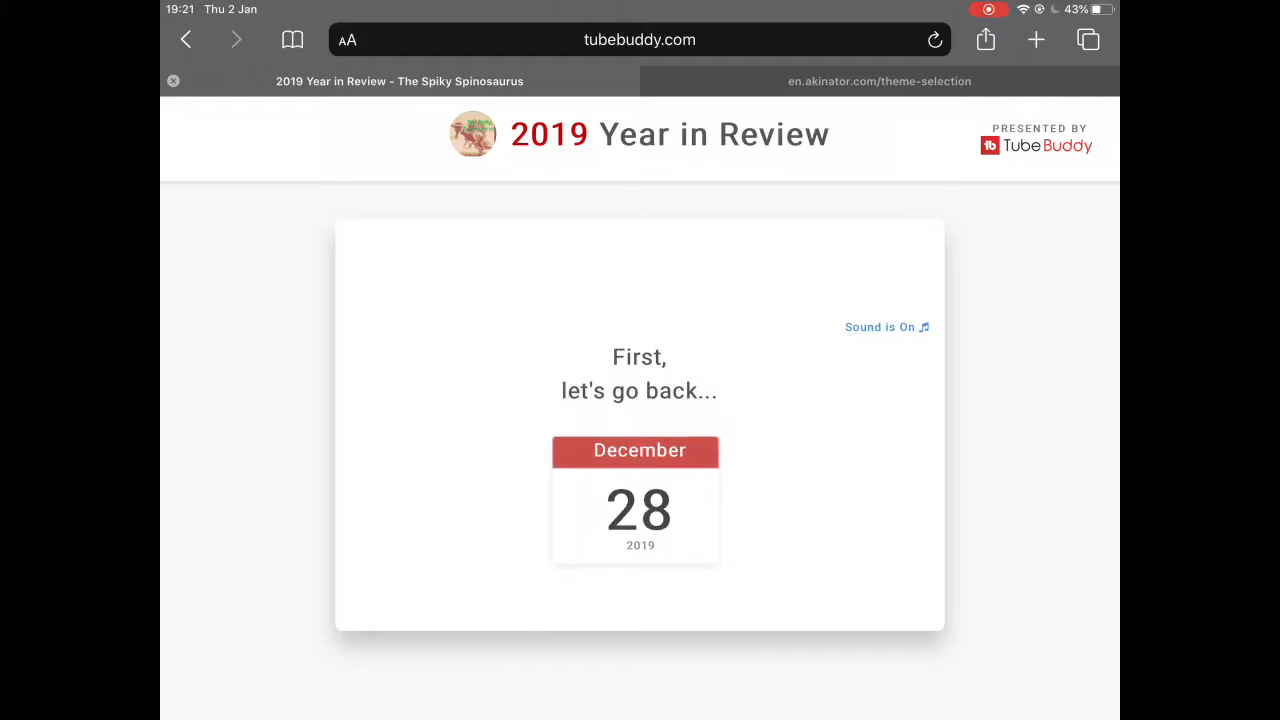 19:21 Thu 2 Jan 43%
AA tubebuddy.com
2019 Year in Review - The Spiky Spinosaurus en.akinator.com/theme-selection
2019 Year in Review
PRESENTED BY
TubeBuddy
Sound is On
First,
let's go back...
December
28
2019